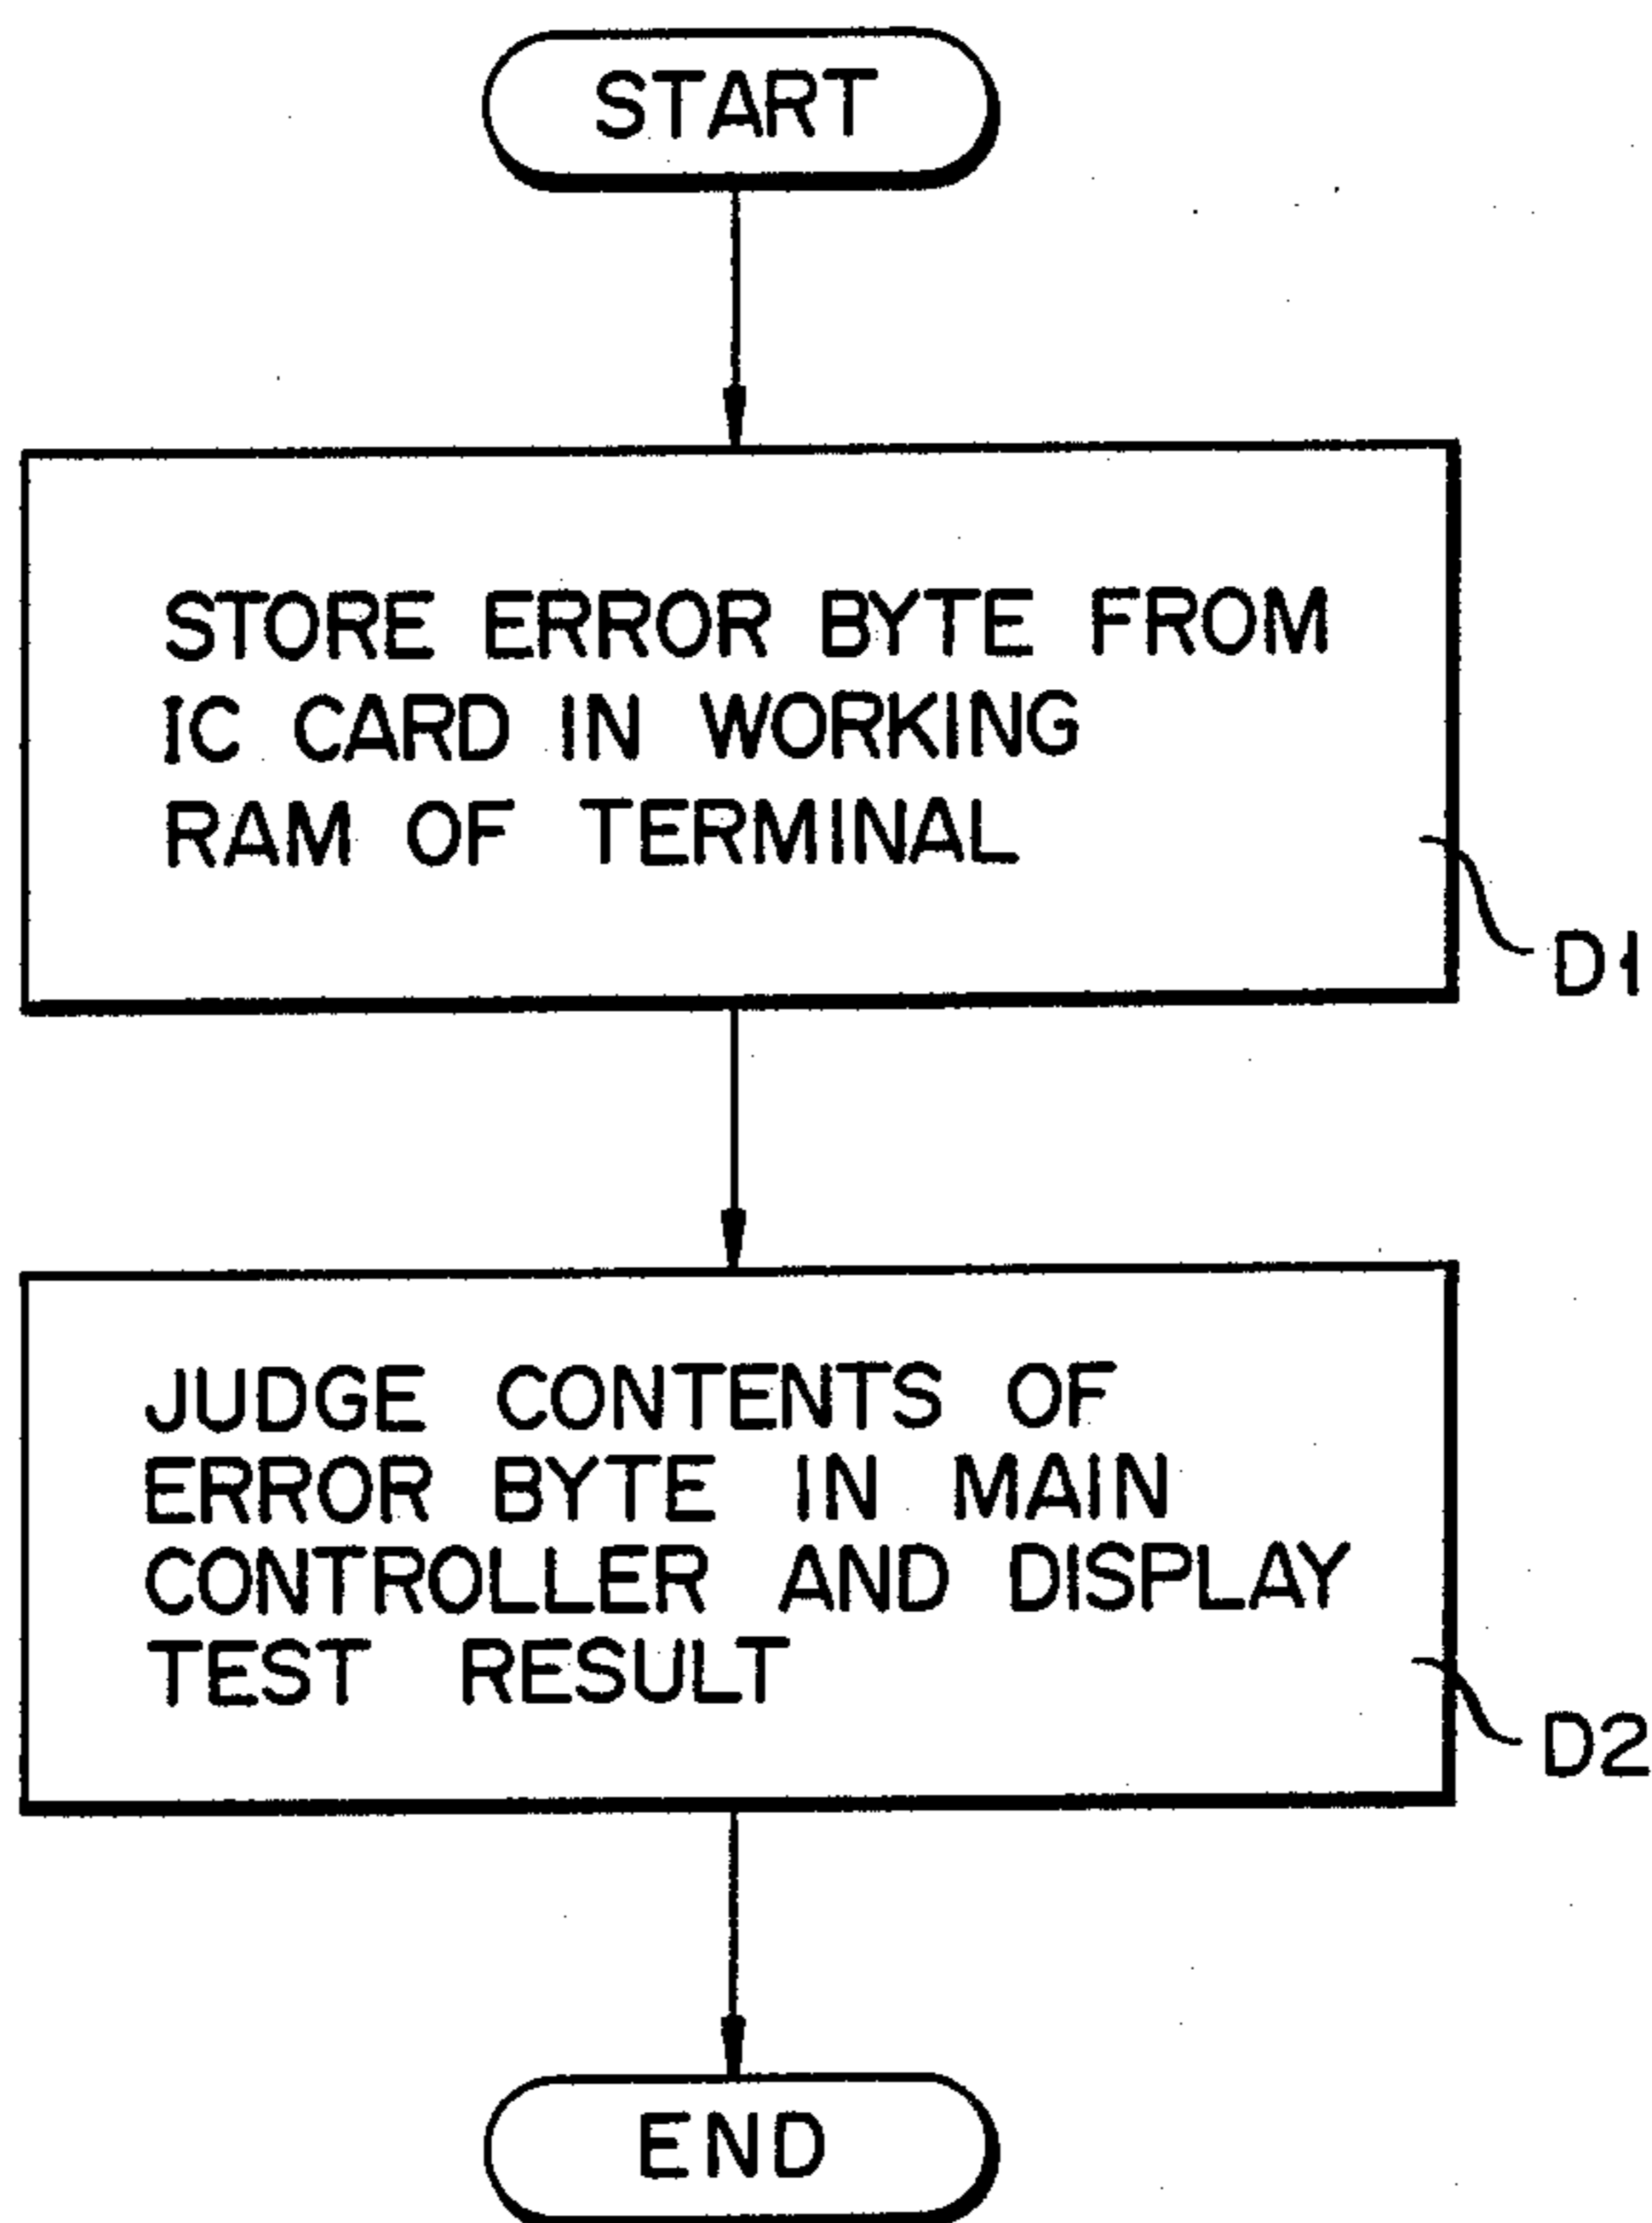 START
STORE ERROR BYTE FROM
IC CARD IN WORKING
RAM OF TERMINAL
D1
JUDGE CONTENTS OF
ERROR BYTE IN MAIN
CONTROLLER AND DISPLAY
TEST RESULT
D2
END